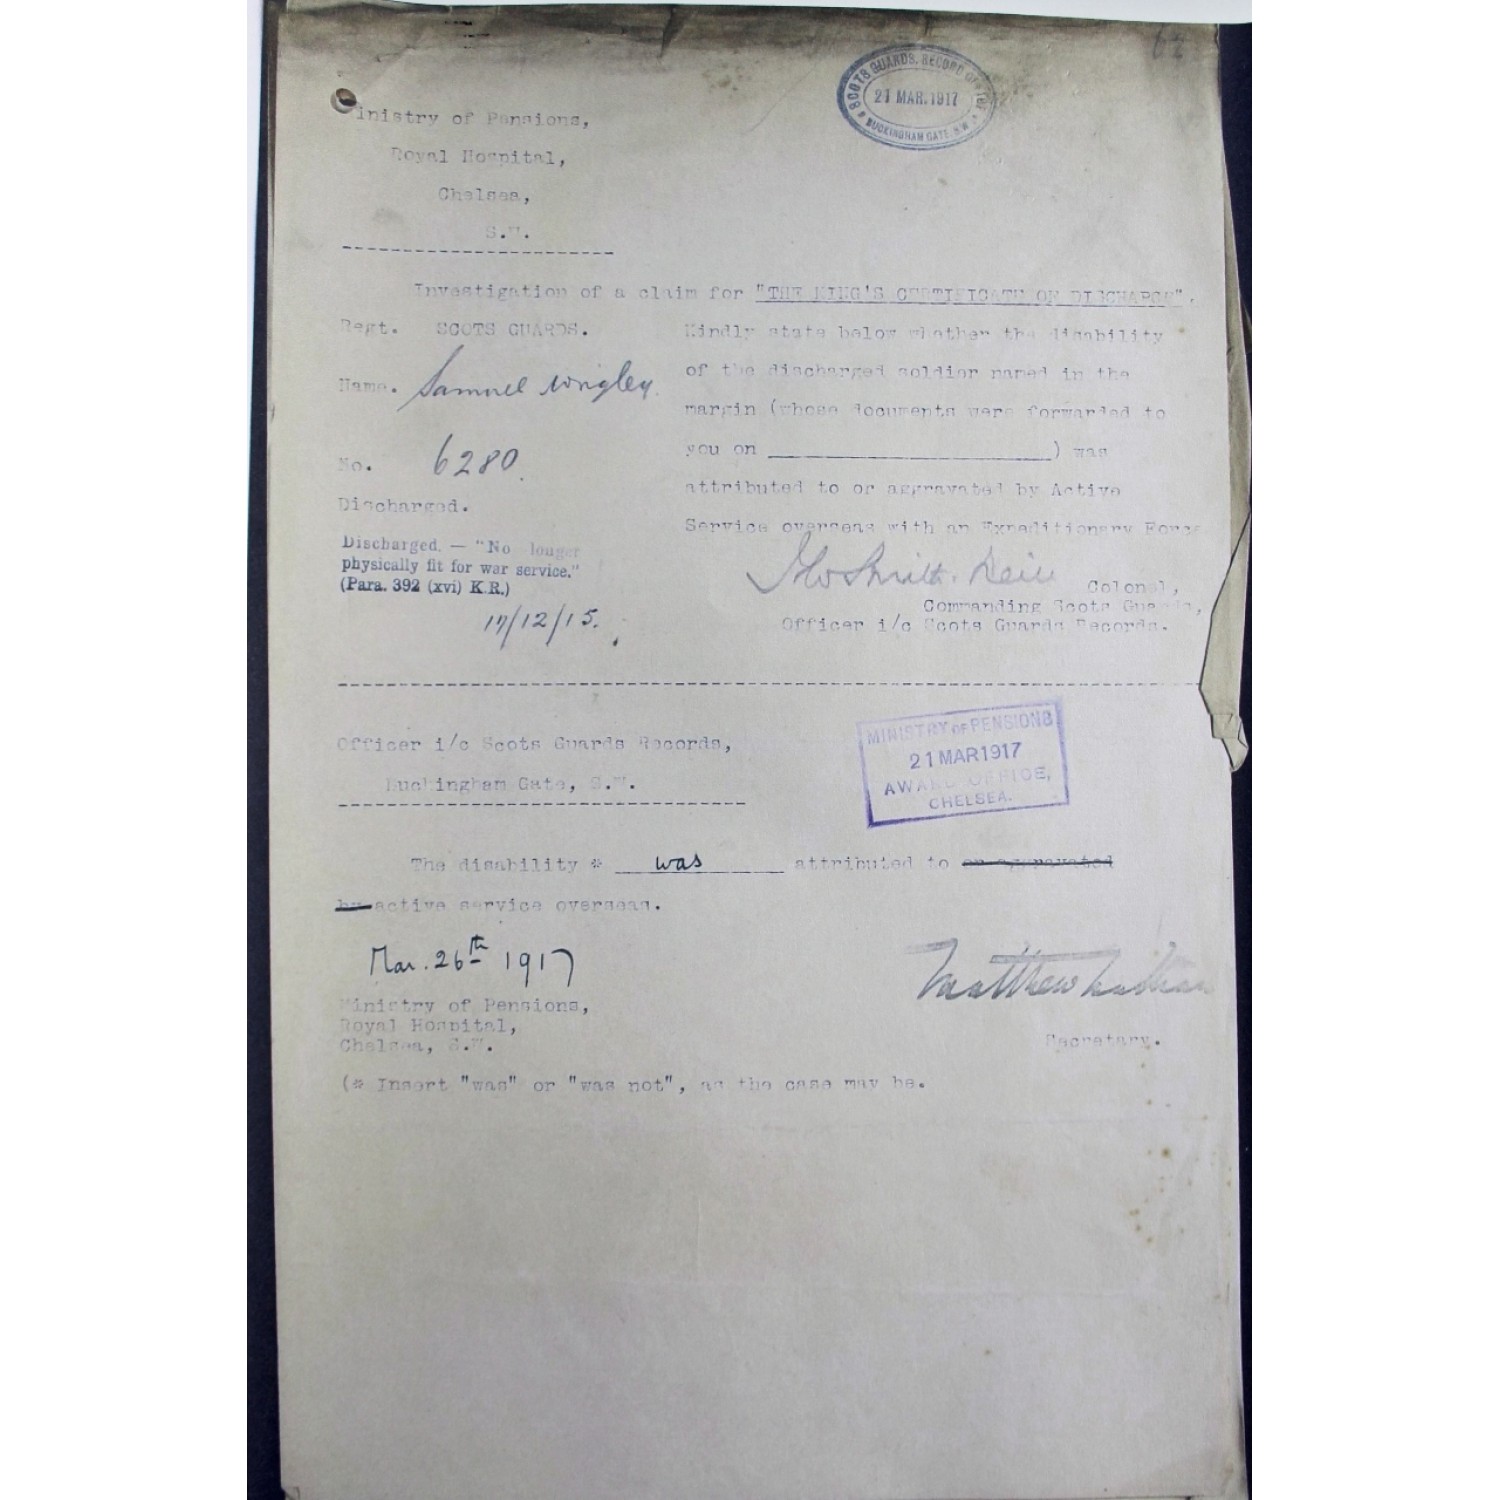 62
SCOTS GUARDS. RECORD OFFICE
21 MAR. 1917
BUCKINGHAM GATE. S.W.
Ministry of Pensions,
Royal Hospital,
Chelsea,
S.W.
Investigation of a claim for "THE KING'S CERTIFICATE ON DISCHARGE".
Regt. SCOTS GUARDS.
Name. Samuel Wrigley.
No. 6280.
Discharged.
Discharged. — "No longer
physically fit for war service."
(Para. 392 (xvi) K.R.)
17/12/15.
Kindly state below whether the disability
of the discharged soldier named in the
margin (whose documents were forwarded to
you on ____________________) was
attributed to or aggravated by Active
Service overseas with an Expeditionary Force
Colonel,
Commanding Scots Guards,
Officer i/c Scots Guards Records.
Officer i/c Scots Guards Records,
Buckingham Gate, S.W.
MINISTRY OF PENSIONS
21 MAR 1917
AWARD OFFICE,
CHELSEA.
The disability * was attributed to or aggravated
by active service overseas.
Mar. 26th 1917
Matthew Nathan
Ministry of Pensions,
Royal Hospital,
Chelsea, S.W.
Secretary.
(* Insert "was" or "was not", as the case may be.